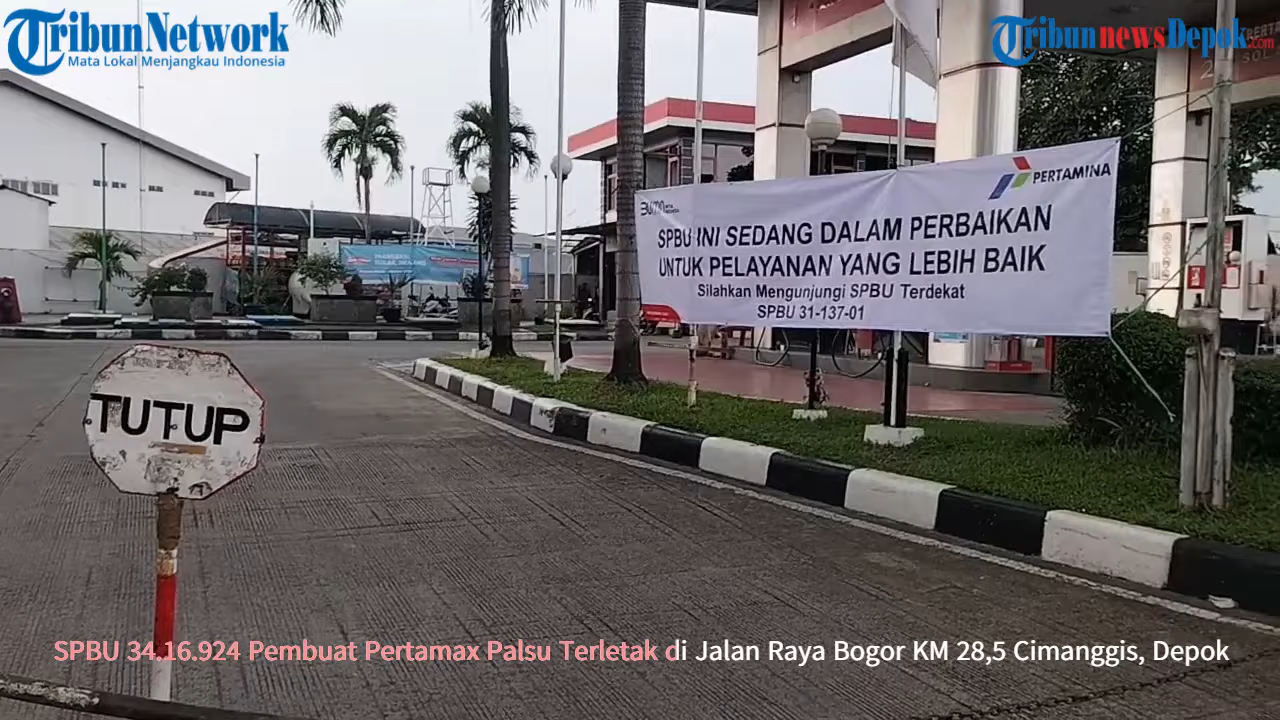 TribunNetwork
Mata Lokal Menjangkau Indonesia
TribunnewsDepok.com
PERTAMINA
SPBU INI SEDANG DALAM PERBAIKAN
UNTUK PELAYANAN YANG LEBIH BAIK
Silahkan Mengunjungi SPBU Terdekat
SPBU 31-137-01
TUTUP
SPBU 34.16.924 Pembuat Pertamax Palsu Terletak di Jalan Raya Bogor KM 28,5 Cimanggis, Depok